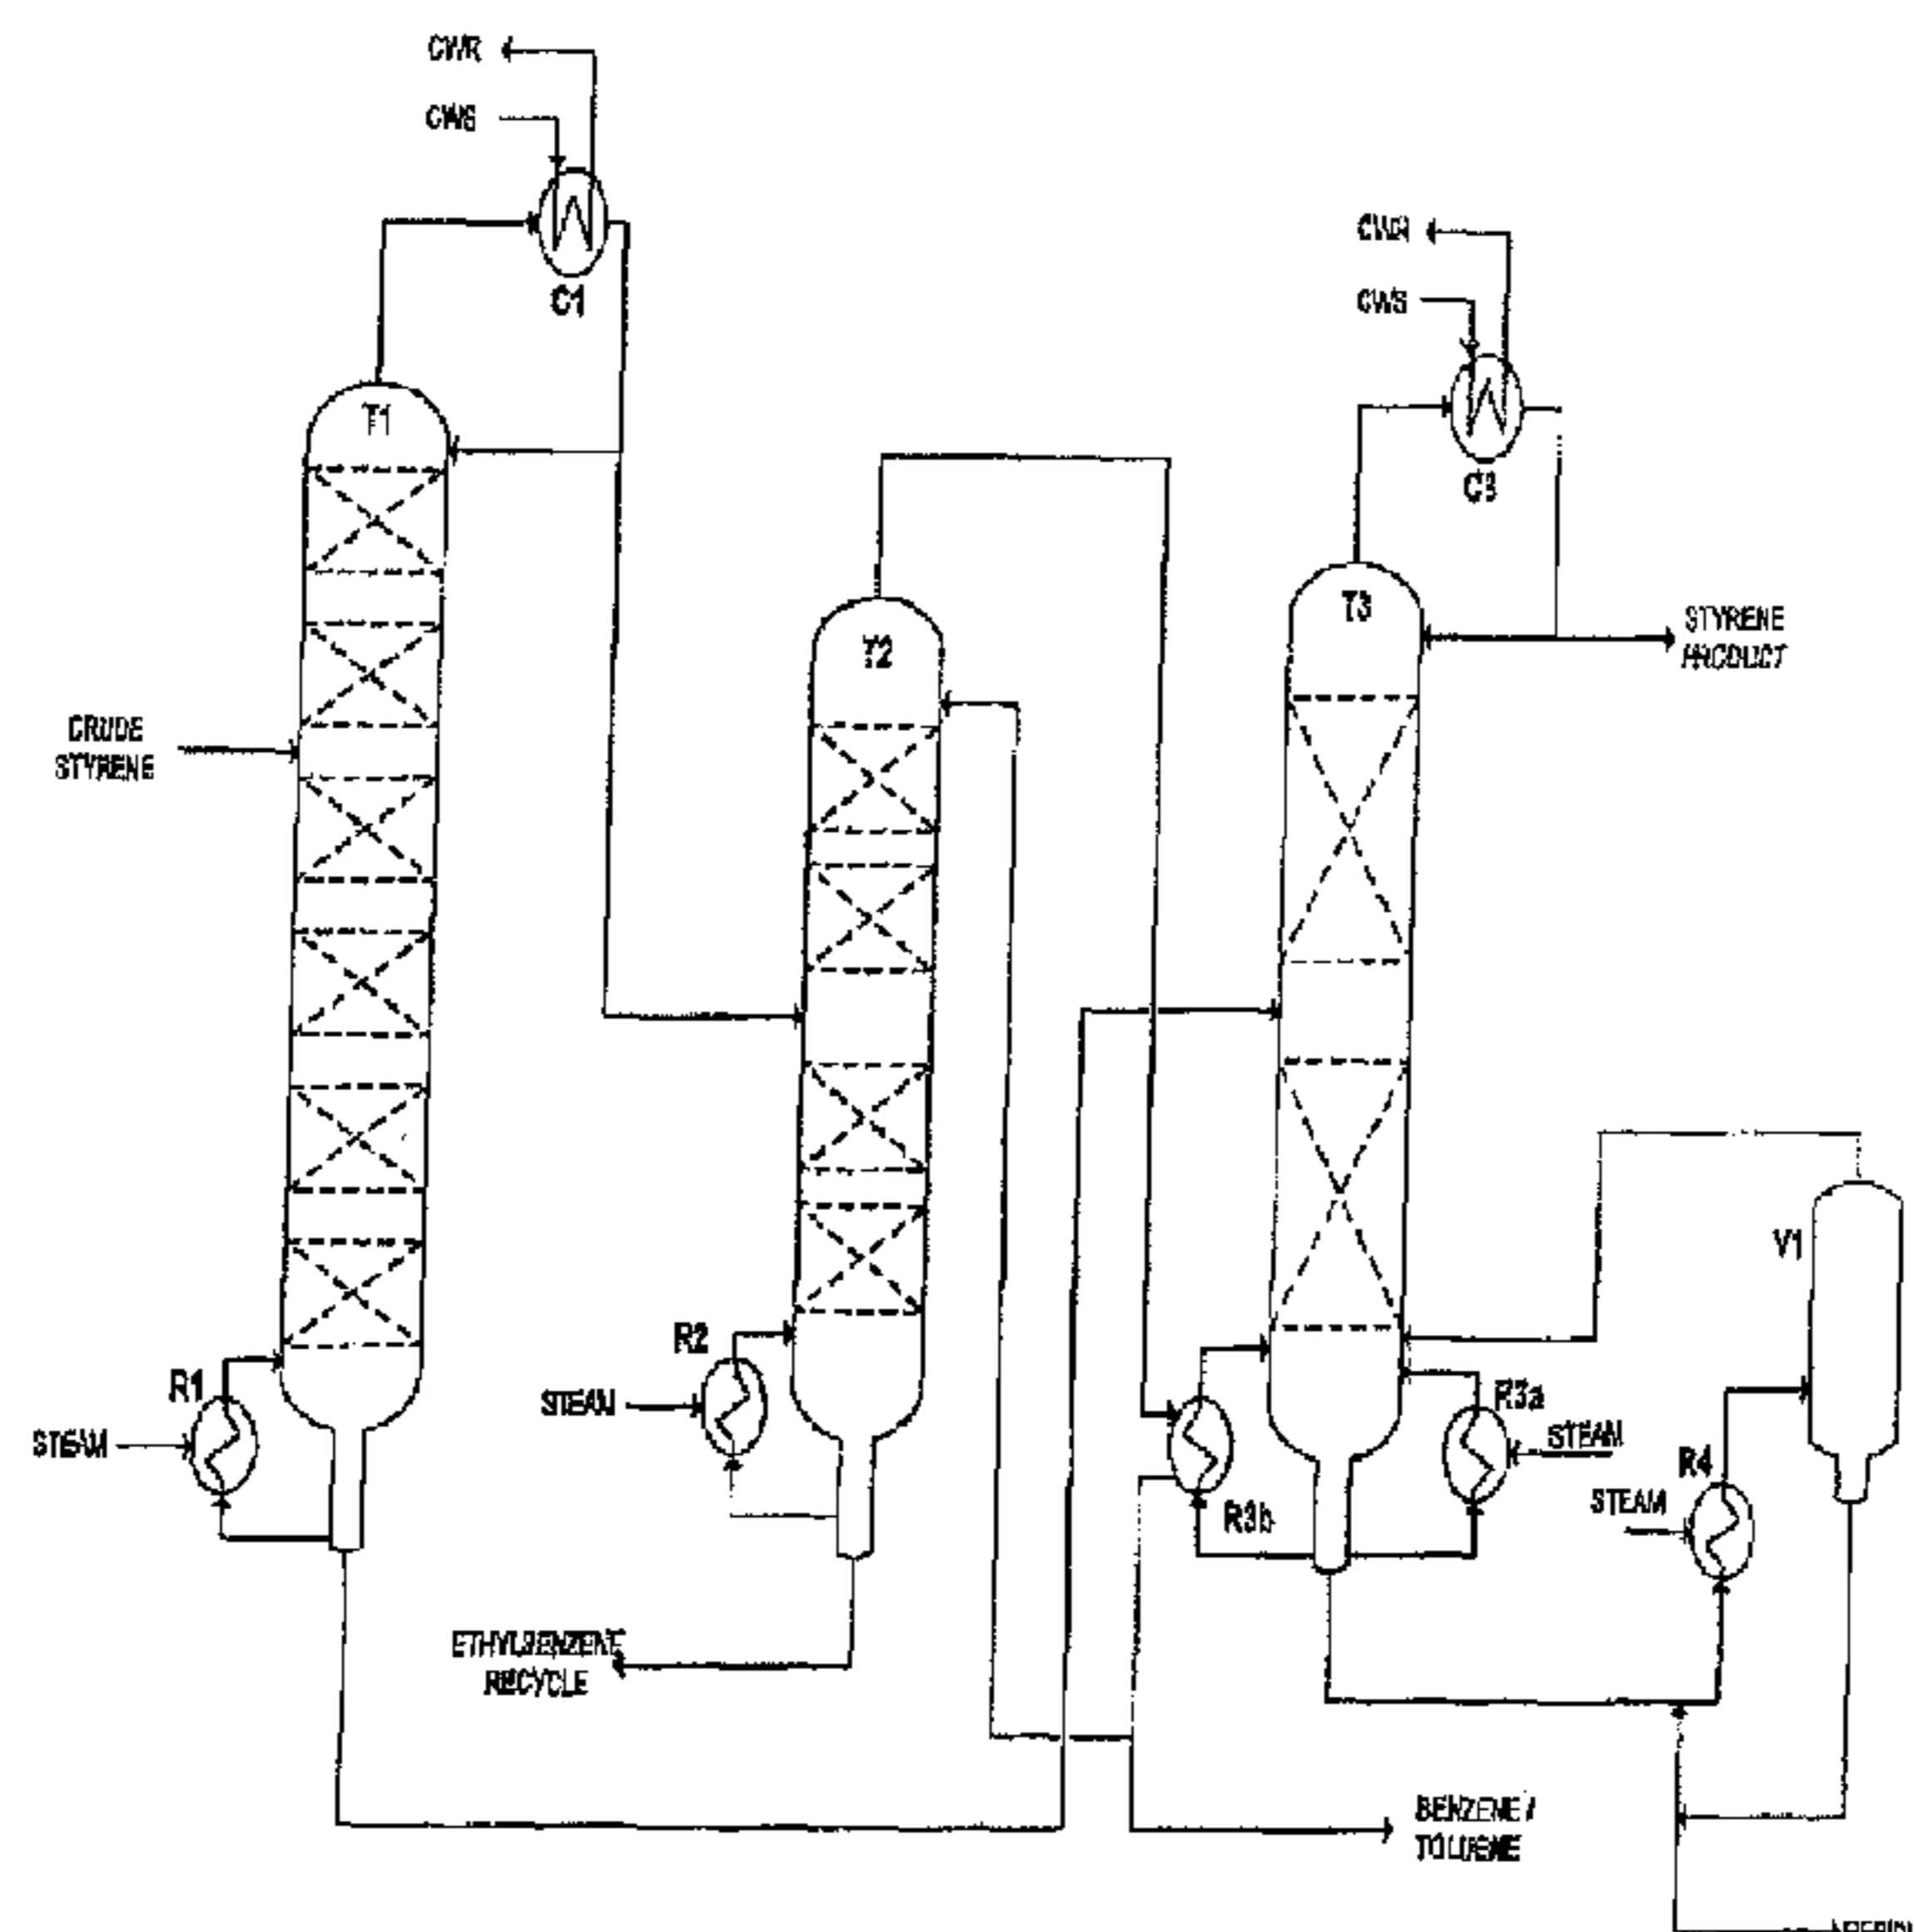 CWR
CWS
C1
CWR
CWS
C3
T1
T2
T3
STYRENE
PRODUCT
CRUDE
STYRENE
V1
R1
STEAM
R2
STEAM
R3a
STEAM
R3b
R4
STEAM
ETHYLBENZENE
RECYCLE
BENZENE /
TOLUENE